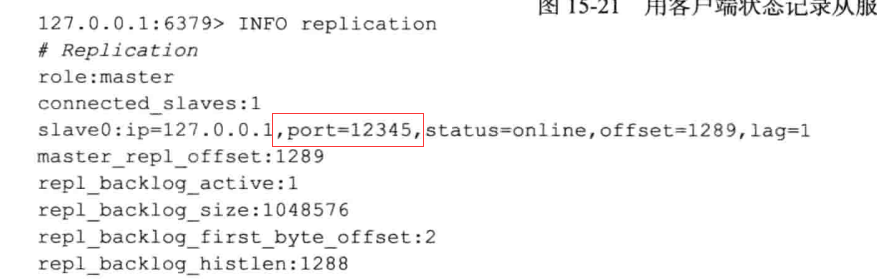 图 15-21 用客户端状态记录从服
127.0.0.1:6379> INFO replication
# Replication
role:master
connected_slaves:1
slave0:ip=127.0.0.1,port=12345,status=online,offset=1289,lag=1
master_repl_offset:1289
repl_backlog_active:1
repl_backlog_size:1048576
repl_backlog_first_byte_offset:2
repl_backlog_histlen:1288